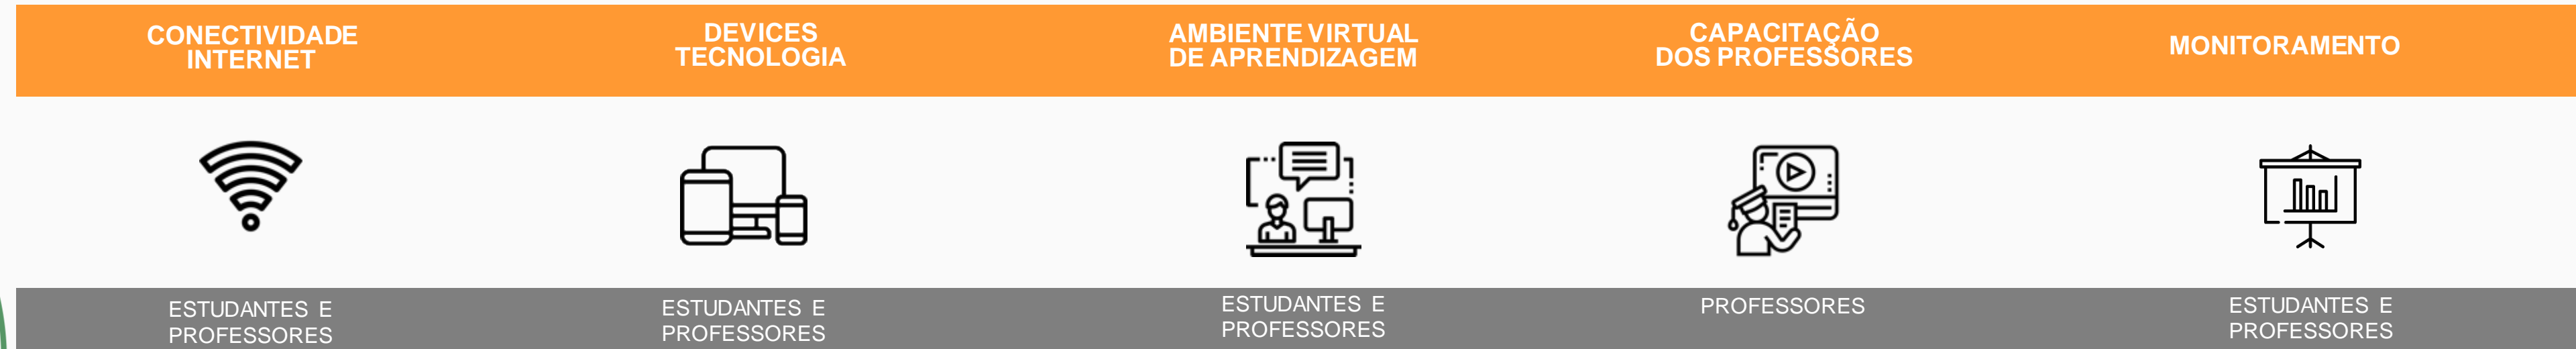 CONECTIVIDADE
INTERNET
DEVICES
TECNOLOGIA
AMBIENTE VIRTUAL
DE APRENDIZAGEM
CAPACITAÇÃO
DOS PROFESSORES
MONITORAMENTO
ESTUDANTES E
PROFESSORES
ESTUDANTES E
PROFESSORES
ESTUDANTES E
PROFESSORES
PROFESSORES
ESTUDANTES E
PROFESSORES